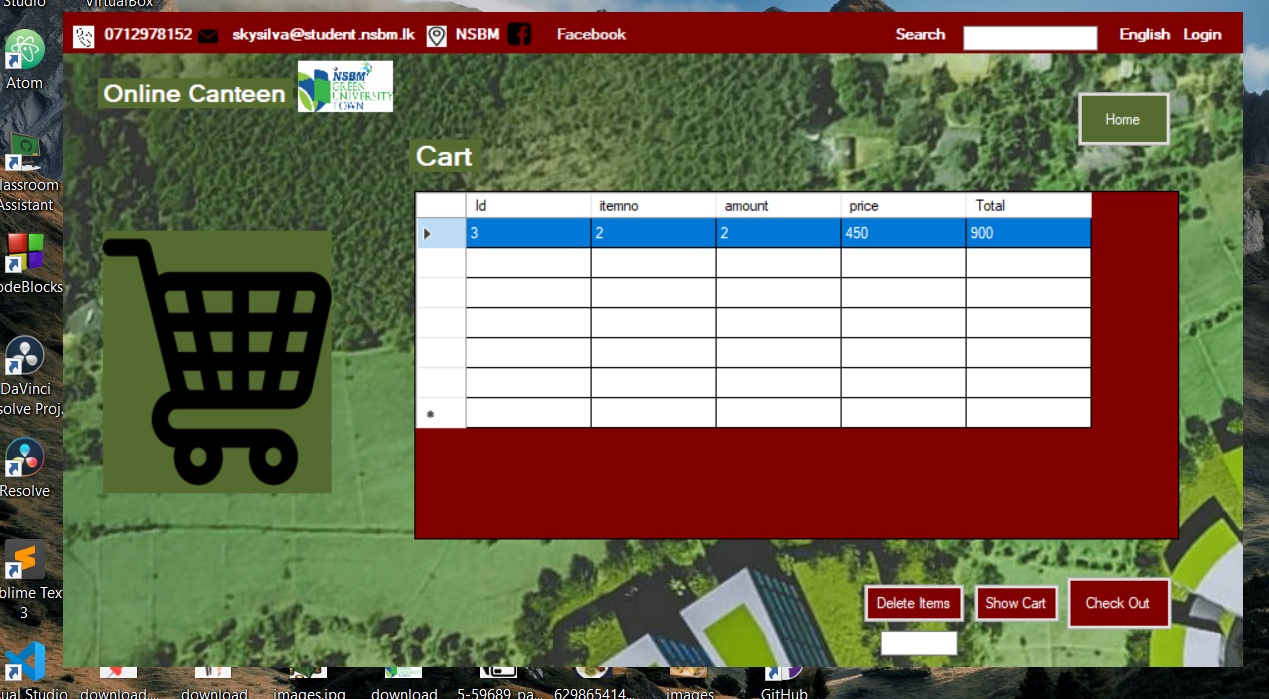 Studio
VirtualBox
0712978152 skysilva@student.nsbm.lk NSBM Facebook Search English Login
Atom
Online Canteen
NSBM
GREEN
UNIVERSITY
TOWN
Home
Cart
lassroom
Assistant
Id itemno amount price Total
3 2 2 450 900
odeBlocks
DaVinci
solve Proj.
Resolve
blime Text
3
Delete Items Show Cart Check Out
ual Studio download... download images.jpg download 5-59689_pa... 629865414... images GitHub